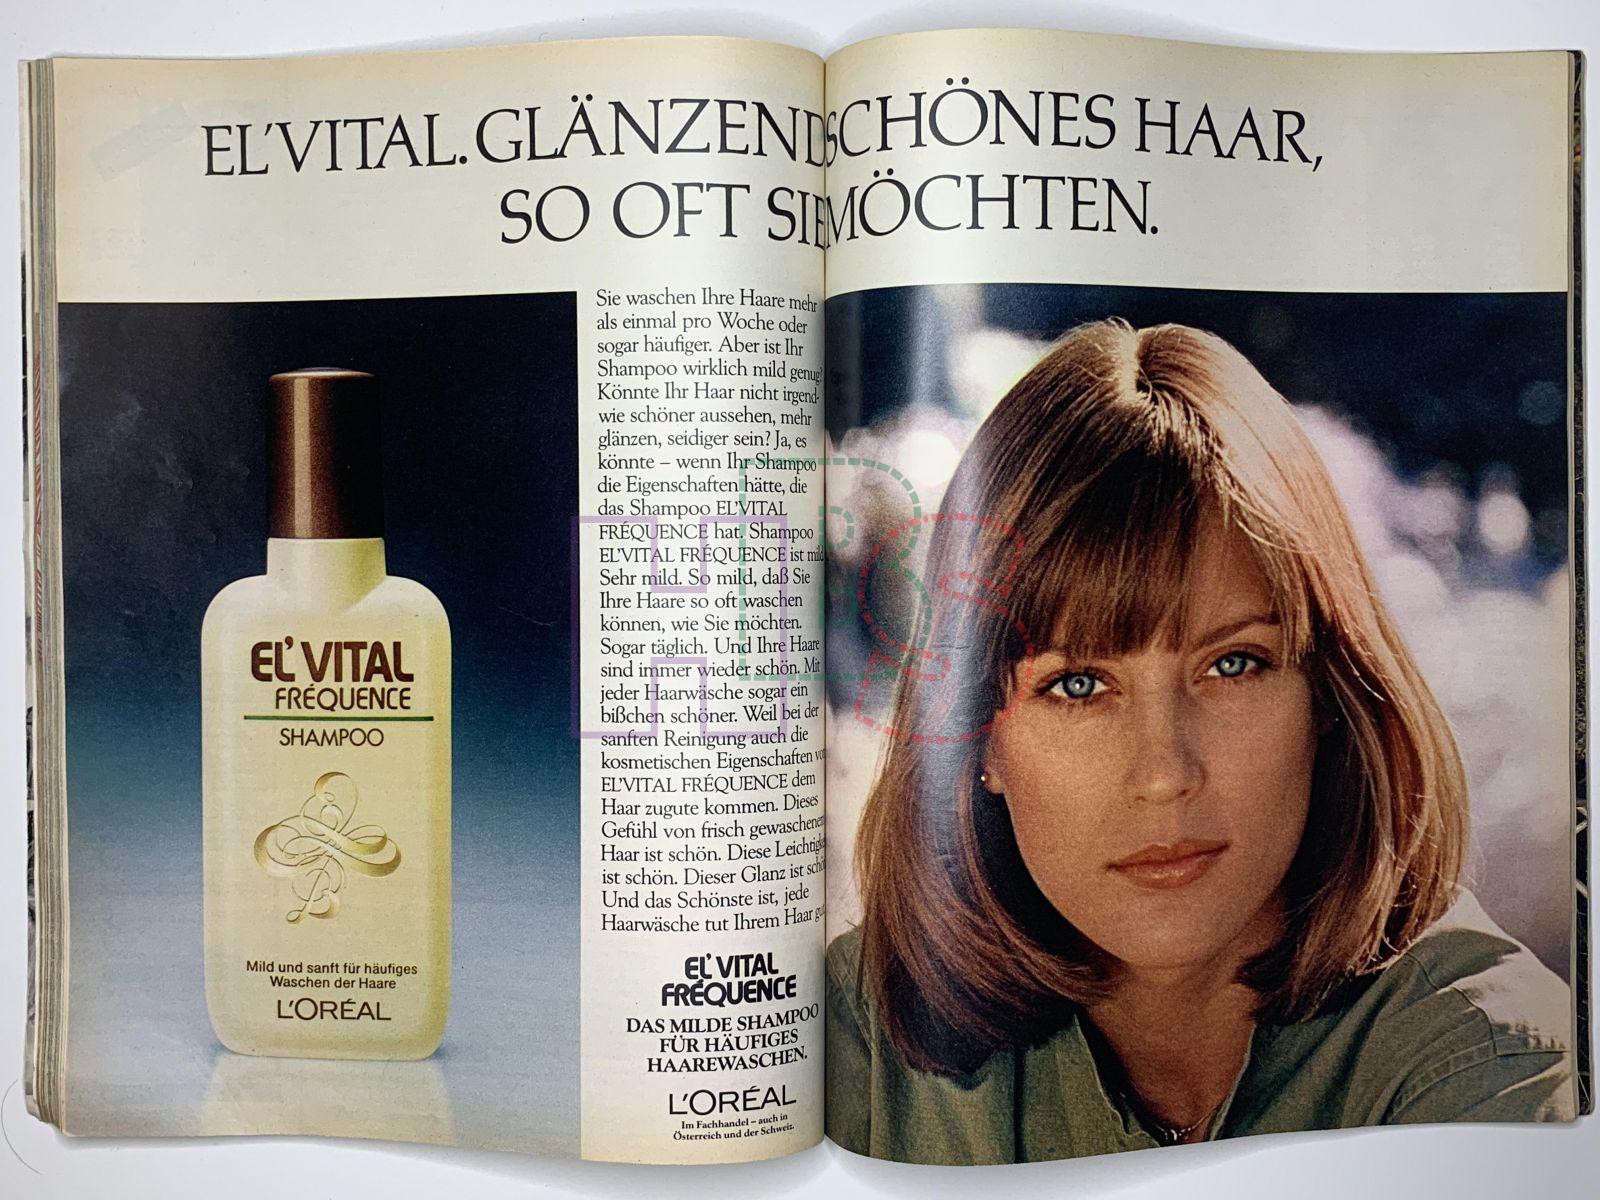 EL'VITAL. GLÄNZEND SCHÖNES HAAR,
SO OFT SIE MÖCHTEN.
EL' VITAL
FRÉQUENCE
SHAMPOO
Mild und sanft für häufiges
Waschen der Haare
L'ORÉAL
Sie waschen Ihre Haare mehr
als einmal pro Woche oder
sogar häufiger. Aber ist Ihr
Shampoo wirklich mild genug?
Könnte Ihr Haar nicht irgend-
wie schöner aussehen, mehr
glänzen, seidiger sein? Ja, es
könnte – wenn Ihr Shampoo
die Eigenschaften hätte, die
das Shampoo EL'VITAL
FRÉQUENCE hat. Shampoo
EL'VITAL FRÉQUENCE ist mild.
Sehr mild. So mild, daß Sie
Ihre Haare so oft waschen
können, wie Sie möchten.
Sogar täglich. Und Ihre Haare
sind immer wieder schön. Mit
jeder Haarwäsche sogar ein
bißchen schöner. Weil bei der
sanften Reinigung auch die
kosmetischen Eigenschaften von
EL'VITAL FRÉQUENCE dem
Haar zugute kommen. Dieses
Gefühl von frisch gewaschenem
Haar ist schön. Diese Leichtigkeit
ist schön. Dieser Glanz ist schön.
Und das Schönste ist, jede
Haarwäsche tut Ihrem Haar gut.
EL' VITAL
FRÉQUENCE
DAS MILDE SHAMPOO
FÜR HÄUFIGES
HAAREWASCHEN.
L'ORÉAL
Im Fachhandel – auch in
Österreich und der Schweiz.